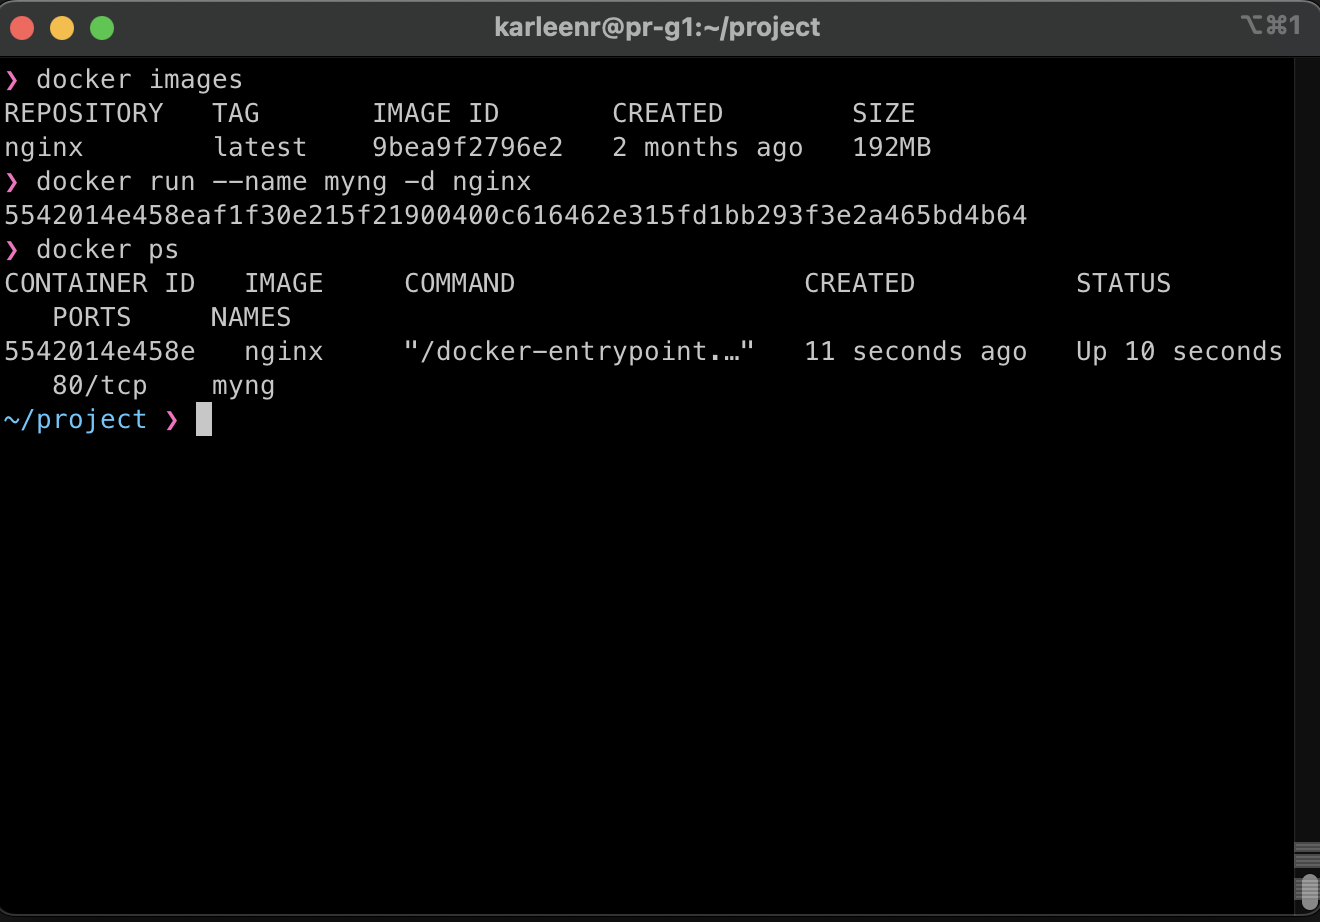 karleenr@pr-g1:~/project
⌥⌘1
❯ docker images
REPOSITORY   TAG       IMAGE ID       CREATED        SIZE
nginx        latest    9bea9f2796e2   2 months ago   192MB
❯ docker run --name myng -d nginx
5542014e458eaf1f30e215f21900400c616462e315fd1bb293f3e2a465bd4b64
❯ docker ps
CONTAINER ID   IMAGE     COMMAND                  CREATED          STATUS
   PORTS     NAMES
5542014e458e   nginx     "/docker-entrypoint.…"   11 seconds ago   Up 10 seconds
   80/tcp    myng
~/project ❯